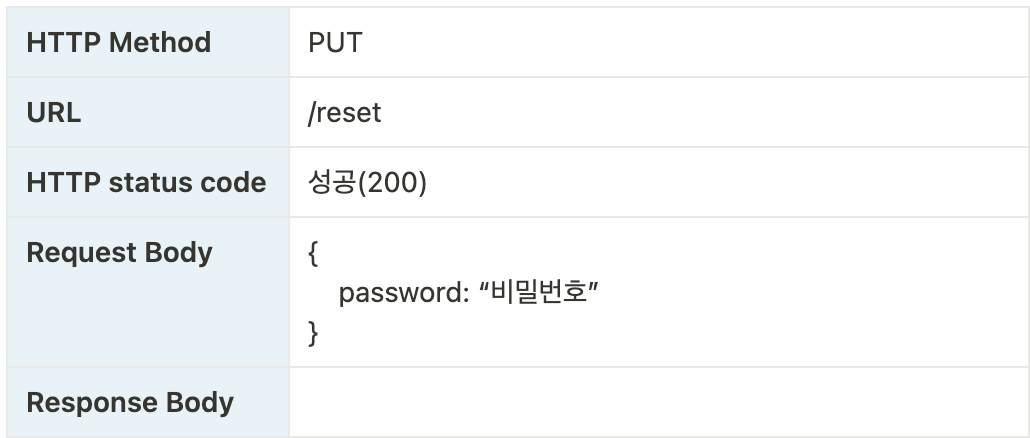 HTTP Method PUT
URL /reset
HTTP status code 성공(200)
Request Body {
password: “비밀번호”
}
Response Body